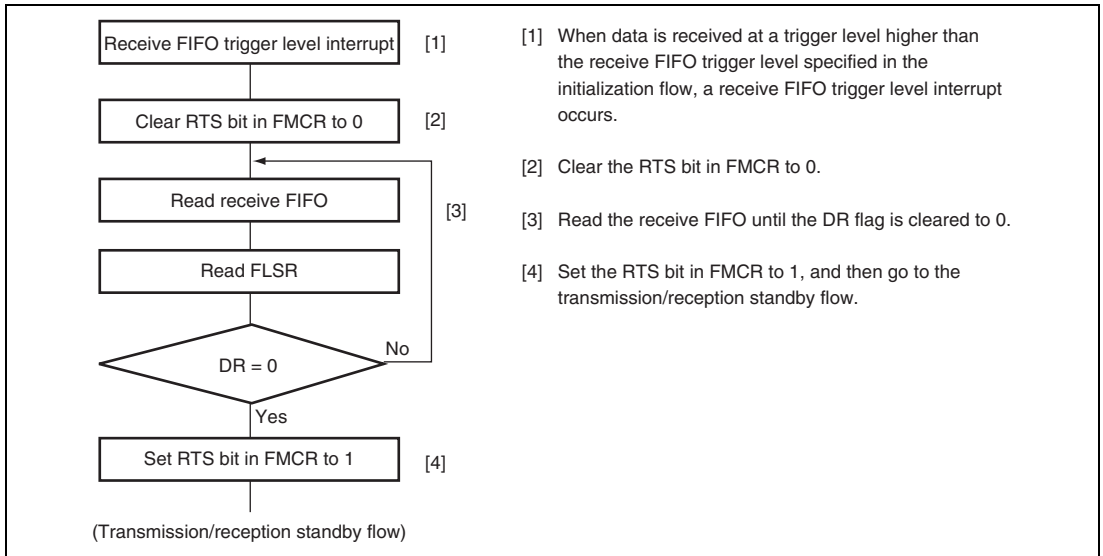 Receive FIFO trigger level interrupt [1]
Clear RTS bit in FMCR to 0 [2]
Read receive FIFO
[3]
Read FLSR
DR = 0
No
Yes
Set RTS bit in FMCR to 1 [4]
(Transmission/reception standby flow)
[1] When data is received at a trigger level higher than
the receive FIFO trigger level specified in the
initialization flow, a receive FIFO trigger level interrupt
occurs.
[2] Clear the RTS bit in FMCR to 0.
[3] Read the receive FIFO until the DR flag is cleared to 0.
[4] Set the RTS bit in FMCR to 1, and then go to the
transmission/reception standby flow.